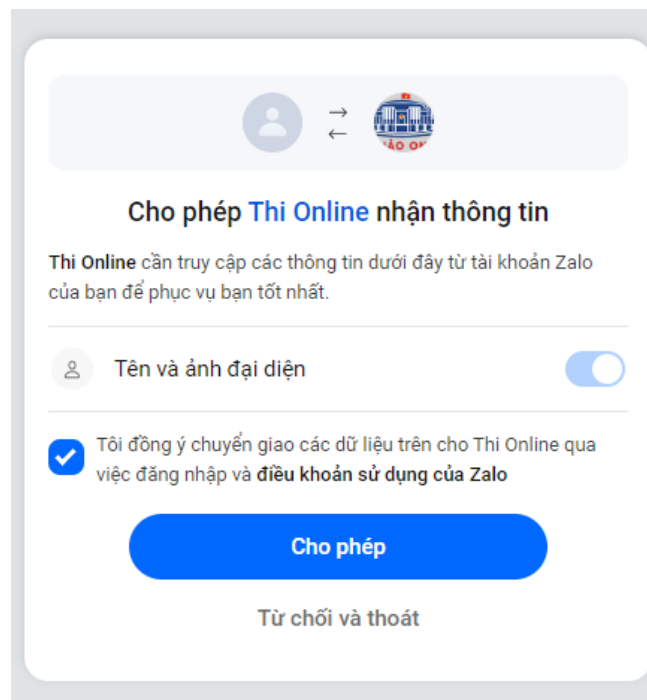 Cho phép Thi Online nhận thông tin
Thi Online cần truy cập các thông tin dưới đây từ tài khoản Zalo
của bạn để phục vụ bạn tốt nhất.
Tên và ảnh đại diện
Tôi đồng ý chuyển giao các dữ liệu trên cho Thi Online qua
việc đăng nhập và điều khoản sử dụng của Zalo
Cho phép
Từ chối và thoát